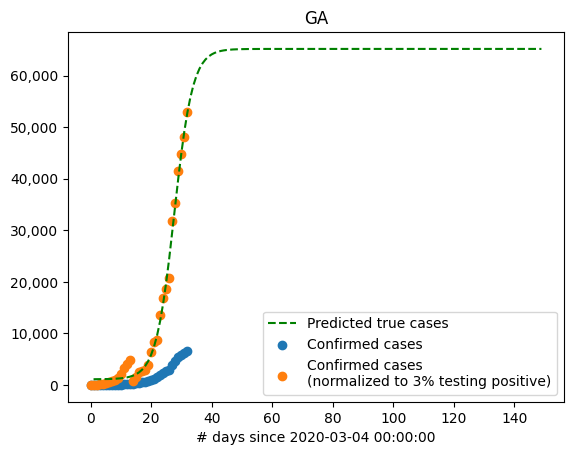 GA
60,000
50,000
40,000
30,000
20,000
10,000
0
Predicted true cases
Confirmed cases
Confirmed cases
(normalized to 3% testing positive)
0 20 40 60 80 100 120 140
# days since 2020-03-04 00:00:00